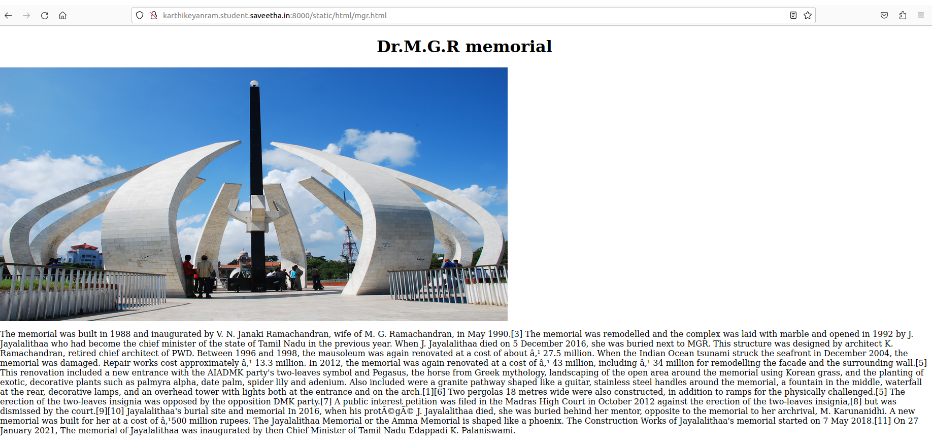 karthikeyanram.student.saveetha.in:8000/static/html/mgr.html
Dr.M.G.R memorial
The memorial was built in 1988 and inaugurated by V. N. Janaki Ramachandran, wife of M. G. Ramachandran, in May 1990.[3] The memorial was remodelled and the complex was laid with marble and opened in 1992 by J.
Jayalalithaa who had become the chief minister of the state of Tamil Nadu in the previous year. When J. Jayalalithaa died on 5 December 2016, she was buried next to MGR. This structure was designed by architect K.
Ramachandran, retired chief architect of PWD. Between 1996 and 1998, the mausoleum was again renovated at a cost of about â‚¹ 27.5 million. When the Indian Ocean tsunami struck the seafront in December 2004, the
memorial was damaged. Repair works cost approximately â‚¹ 13.3 million. In 2012, the memorial was again renovated at a cost of â‚¹ 43 million, including â‚¹ 34 million for remodelling the facade and the surrounding wall.[5]
This renovation included a new entrance with the AIADMK party's two-leaves symbol and Pegasus, the horse from Greek mythology, landscaping of the open area around the memorial using Korean grass, and the planting of
exotic, decorative plants such as palmyra alpha, date palm, spider lily and adenium. Also included were a granite pathway shaped like a guitar, stainless steel handles around the memorial, a fountain in the middle, waterfall
at the rear, decorative lamps, and an overhead tower with lights both at the entrance and on the arch.[1][6] Two pergolas 18 metres wide were also constructed, in addition to ramps for the physically challenged.[5] The
erection of the two-leaves insignia was opposed by the opposition DMK party.[7] A public interest petition was filed in the Madras High Court in October 2012 against the erection of the two-leaves insignia,[8] but was
dismissed by the court.[9][10] Jayalalithaa's burial site and memorial In 2016, when his protÃ©gÃ© J. Jayalalithaa died, she was buried behind her mentor, opposite to the memorial to her archrival, M. Karunanidhi. A new
memorial was built for her at a cost of â‚¹500 million rupees. The Jayalalithaa Memorial or the Amma Memorial is shaped like a phoenix. The Construction Works of Jayalalithaa's memorial started on 7 May 2018.[11] On 27
January 2021, The memorial of Jayalalithaa was inaugurated by then Chief Minister of Tamil Nadu Edappadi K. Palaniswami.